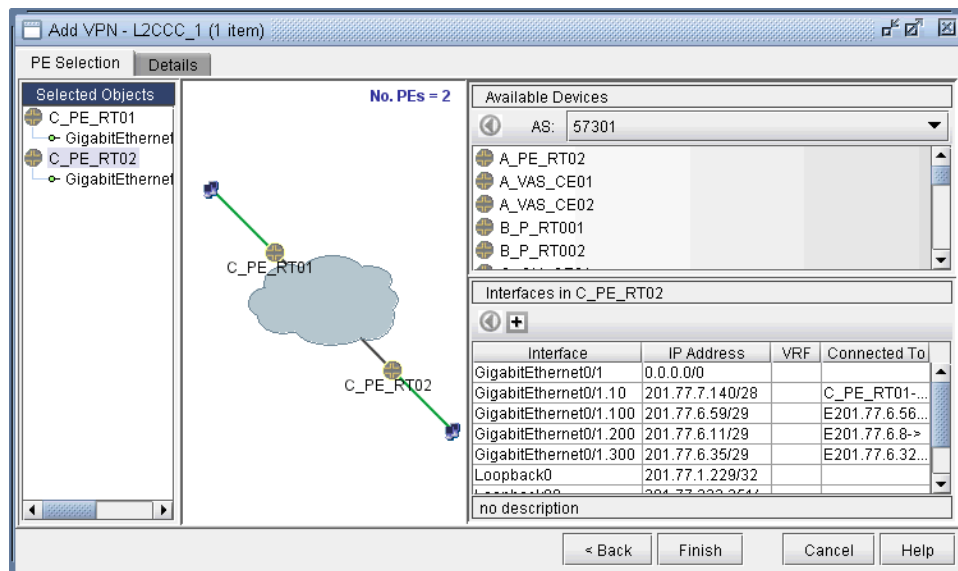 Add VPN - L2CCC_1 (1 item)
PE Selection Details
Selected Objects
C_PE_RT01
GigabitEthernet
C_PE_RT02
GigabitEthernet
No. PEs = 2
C_PE_RT01
C_PE_RT02
Available Devices
AS: 57301
A_PE_RT02
A_VAS_CE01
A_VAS_CE02
B_P_RT001
B_P_RT002
Interfaces in C_PE_RT02
Interface IP Address VRF Connected To
GigabitEthernet0/1 0.0.0.0/0
GigabitEthernet0/1.10 201.77.7.140/28 C_PE_RT01-...
GigabitEthernet0/1.100 201.77.6.59/29 E201.77.6.56...
GigabitEthernet0/1.200 201.77.6.11/29 E201.77.6.8->
GigabitEthernet0/1.300 201.77.6.35/29 E201.77.6.32...
Loopback0 201.77.1.229/32
no description
< Back Finish Cancel Help